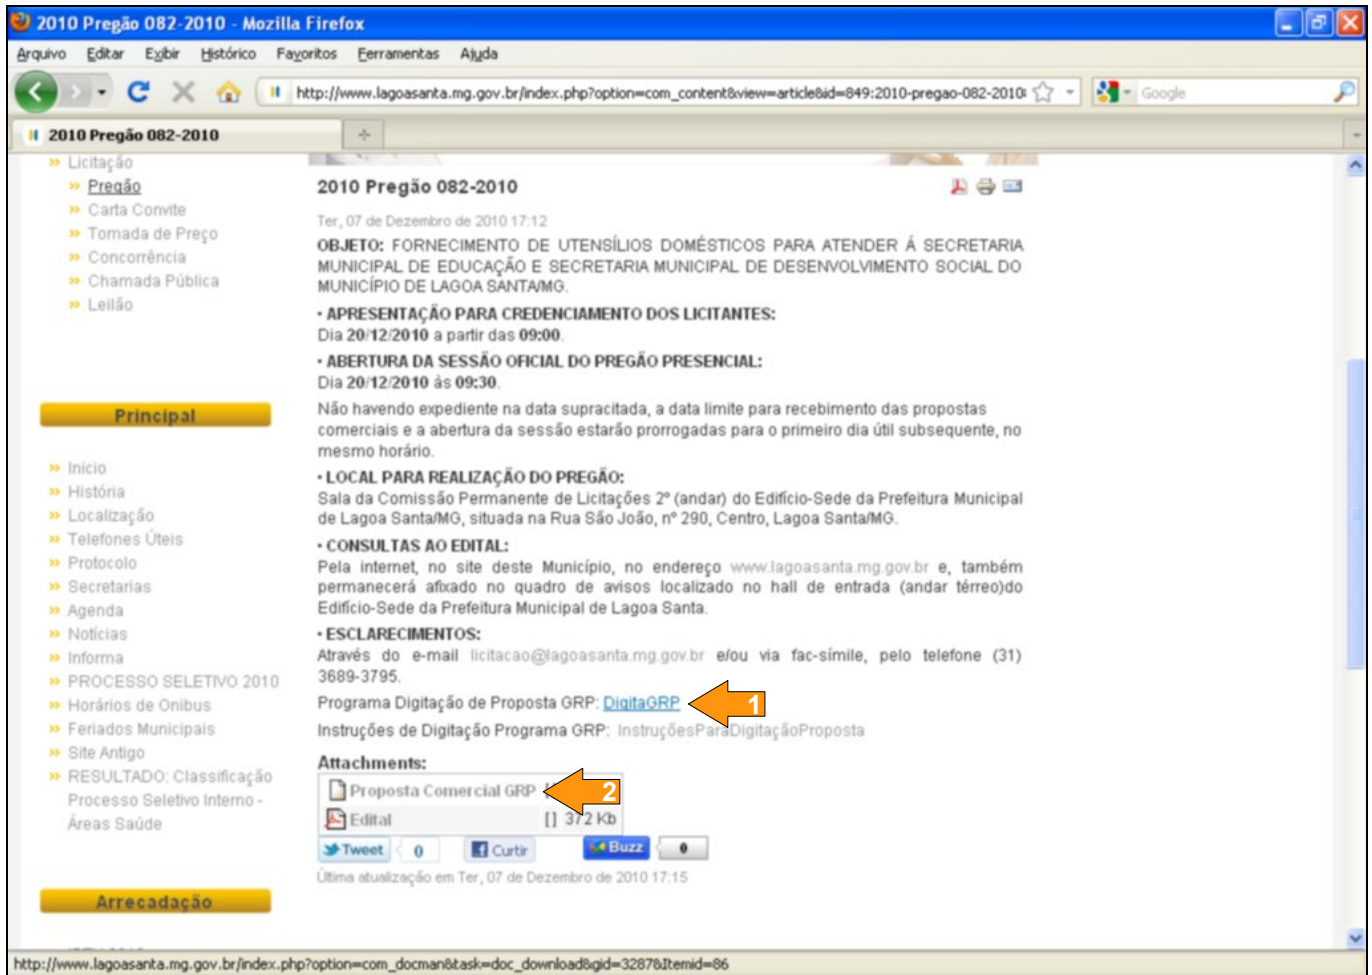 2010 Pregão 082-2010 - Mozilla Firefox
Arquivo Editar Exibir Histórico Favoritos Ferramentas Ajuda
http://www.lagoasanta.mg.gov.br/index.php?option=com_content&view=article&id=849:2010-pregao-082-2010
Google
2010 Pregão 082-2010
Licitação
Pregão
Carta Convite
Tomada de Preço
Concorrência
Chamada Pública
Leilão
Principal
Inicio
História
Localização
Telefones Úteis
Protocolo
Secretarias
Agenda
Notícias
Informa
PROCESSO SELETIVO 2010
Horários de Onibus
Feriados Municipais
Site Antigo
RESULTADO: Classificação
Processo Seletivo Interno -
Áreas Saúde
Arrecadação
2010 Pregão 082-2010
Ter, 07 de Dezembro de 2010 17:12
OBJETO: FORNECIMENTO DE UTENSÍLIOS DOMÉSTICOS PARA ATENDER Á SECRETARIA
MUNICIPAL DE EDUCAÇÃO E SECRETARIA MUNICIPAL DE DESENVOLVIMENTO SOCIAL DO
MUNICÍPIO DE LAGOA SANTA/MG.
• APRESENTAÇÃO PARA CREDENCIAMENTO DOS LICITANTES:
Dia 20/12/2010 a partir das 09:00.
• ABERTURA DA SESSÃO OFICIAL DO PREGÃO PRESENCIAL:
Dia 20/12/2010 às 09:30.
Não havendo expediente na data supracitada, a data limite para recebimento das propostas
comerciais e a abertura da sessão estarão prorrogadas para o primeiro dia útil subsequente, no
mesmo horário.
• LOCAL PARA REALIZAÇÃO DO PREGÃO:
Sala da Comissão Permanente de Licitações 2º (andar) do Edifício-Sede da Prefeitura Municipal
de Lagoa Santa/MG, situada na Rua São João, nº 290, Centro, Lagoa Santa/MG.
• CONSULTAS AO EDITAL:
Pela internet, no site deste Município, no endereço www.lagoasanta.mg.gov.br e, também
permanecerá afixado no quadro de avisos localizado no hall de entrada (andar térreo)do
Edifício-Sede da Prefeitura Municipal de Lagoa Santa.
• ESCLARECIMENTOS:
Através do e-mail licitacao@lagoasanta.mg.gov.br e/ou via fac-símile, pelo telefone (31)
3689-3795.
Programa Digitação de Proposta GRP: DigitaGRP 1
Instruções de Digitação Programa GRP: InstruçõesParaDigitaçãoProposta
Attachments:
Proposta Comercial GRP [ 2
Edital [] 372 Kb
Tweet 0 Curtir Buzz 0
Última atualização em Ter, 07 de Dezembro de 2010 17:15
http://www.lagoasanta.mg.gov.br/index.php?option=com_docman&task=doc_download&gid=3287&Itemid=86